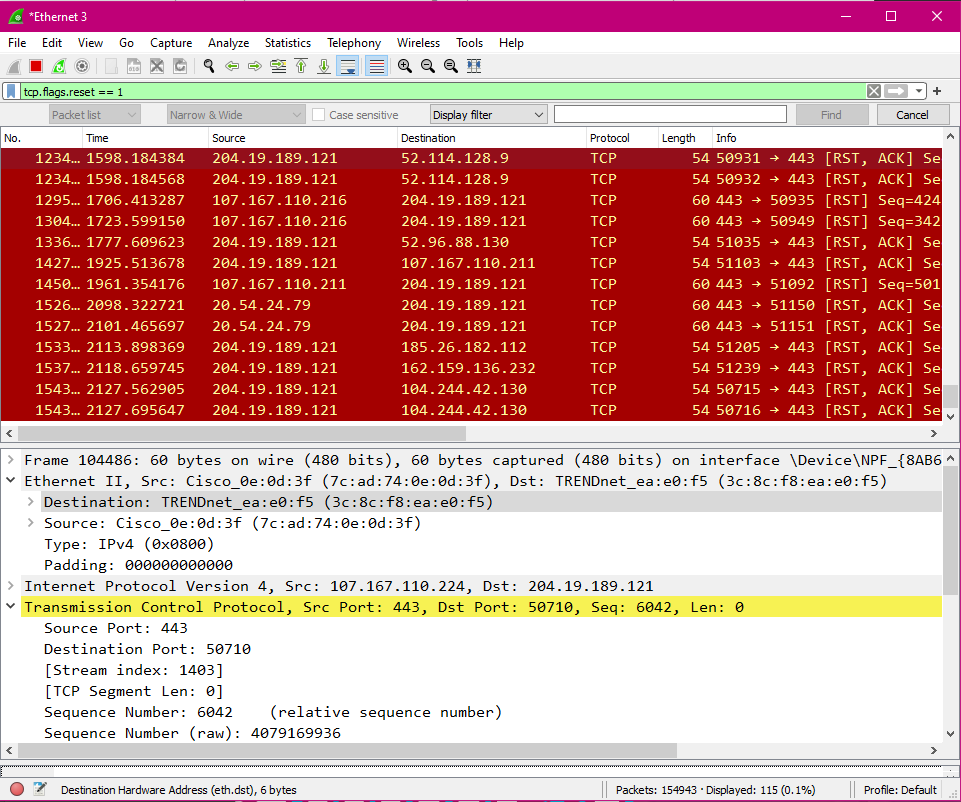 *Ethernet 3
File Edit View Go Capture Analyze Statistics Telephony Wireless Tools Help
tcp.flags.reset == 1
Packet list Narrow & Wide Case sensitive Display filter Find Cancel
No. Time Source Destination Protocol Length Info
1234… 1598.184384 204.19.189.121 52.114.128.9 TCP 54 50931 → 443 [RST, ACK] Se
1234… 1598.184568 204.19.189.121 52.114.128.9 TCP 54 50932 → 443 [RST, ACK] Se
1295… 1706.413287 107.167.110.216 204.19.189.121 TCP 60 443 → 50935 [RST] Seq=424
1304… 1723.599150 107.167.110.216 204.19.189.121 TCP 60 443 → 50949 [RST] Seq=342
1336… 1777.609623 204.19.189.121 52.96.88.130 TCP 54 51035 → 443 [RST, ACK] Se
1427… 1925.513678 204.19.189.121 107.167.110.211 TCP 54 51103 → 443 [RST, ACK] Se
1450… 1961.354176 107.167.110.211 204.19.189.121 TCP 60 443 → 51092 [RST] Seq=501
1526… 2098.322721 20.54.24.79 204.19.189.121 TCP 60 443 → 51150 [RST, ACK] Se
1527… 2101.465697 20.54.24.79 204.19.189.121 TCP 60 443 → 51151 [RST, ACK] Se
1533… 2113.898369 204.19.189.121 185.26.182.112 TCP 54 51205 → 443 [RST, ACK] Se
1537… 2118.659745 204.19.189.121 162.159.136.232 TCP 54 51239 → 443 [RST, ACK] Se
1543… 2127.562905 204.19.189.121 104.244.42.130 TCP 54 50715 → 443 [RST, ACK] Se
1543… 2127.695647 204.19.189.121 104.244.42.130 TCP 54 50716 → 443 [RST, ACK] Se
Frame 104486: 60 bytes on wire (480 bits), 60 bytes captured (480 bits) on interface \Device\NPF_{8AB6
Ethernet II, Src: Cisco_0e:0d:3f (7c:ad:74:0e:0d:3f), Dst: TRENDnet_ea:e0:f5 (3c:8c:f8:ea:e0:f5)
Destination: TRENDnet_ea:e0:f5 (3c:8c:f8:ea:e0:f5)
Source: Cisco_0e:0d:3f (7c:ad:74:0e:0d:3f)
Type: IPv4 (0x0800)
Padding: 000000000000
Internet Protocol Version 4, Src: 107.167.110.224, Dst: 204.19.189.121
Transmission Control Protocol, Src Port: 443, Dst Port: 50710, Seq: 6042, Len: 0
Source Port: 443
Destination Port: 50710
[Stream index: 1403]
[TCP Segment Len: 0]
Sequence Number: 6042 (relative sequence number)
Sequence Number (raw): 4079169936
Destination Hardware Address (eth.dst), 6 bytes Packets: 154943 · Displayed: 115 (0.1%) Profile: Default